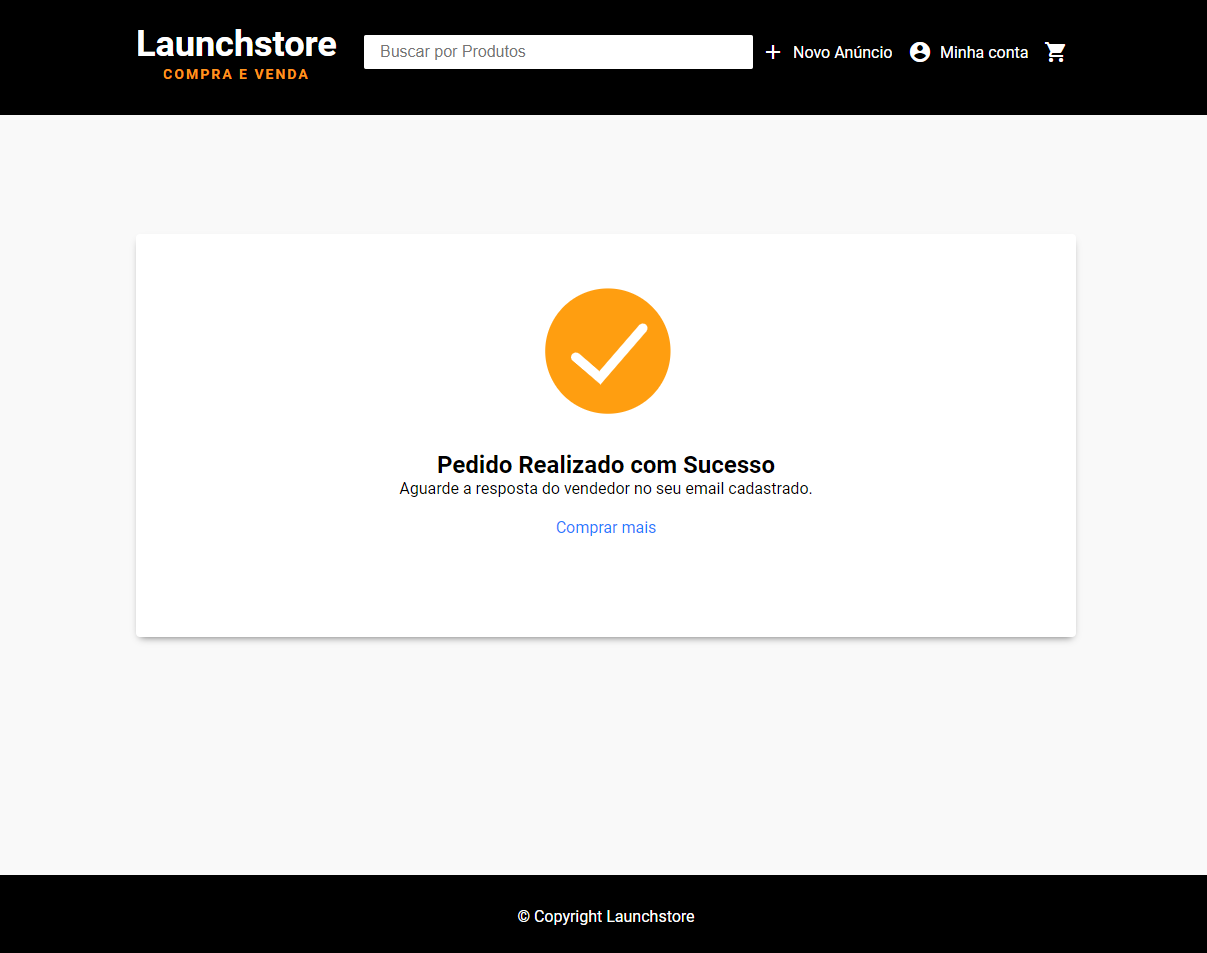 Launchstore
COMPRA E VENDA
Buscar por Produtos
Novo Anúncio
Minha conta
Pedido Realizado com Sucesso
Aguarde a resposta do vendedor no seu email cadastrado.
Comprar mais
© Copyright Launchstore